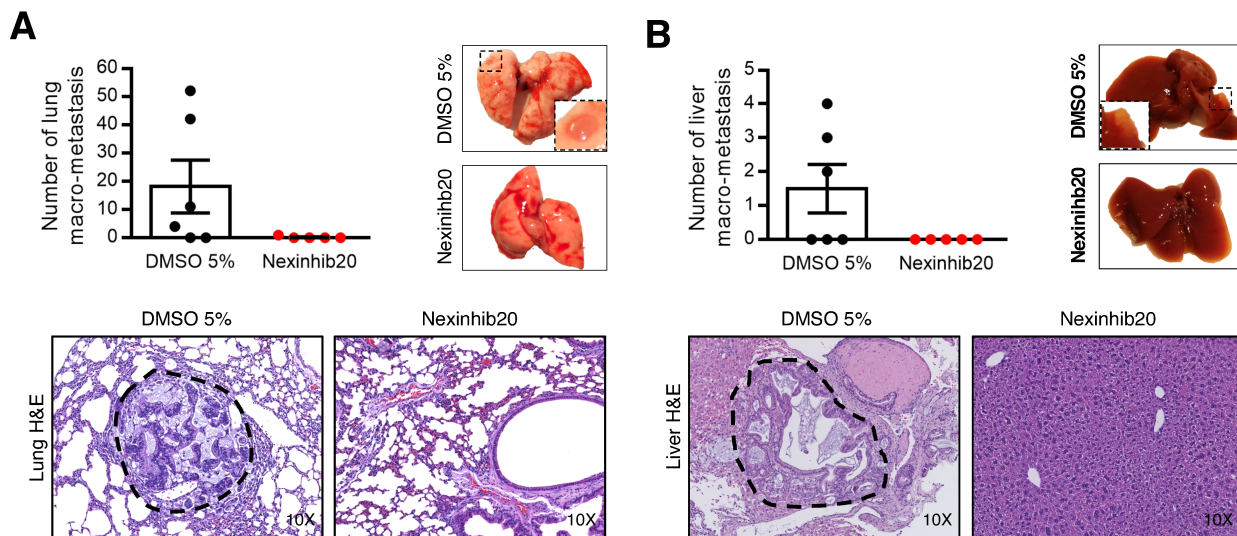 A
Number of lung
macro-metastasis
60
50
40
30
20
10
0
DMSO 5%
Nexinhib20
DMSO 5%
Nexinihb20
DMSO 5%
Nexinhib20
Lung H&E
10X
10X
B
Number of liver
macro-metastasis
5
4
3
2
1
0
DMSO 5%
Nexinhib20
DMSO 5%
Nexinihb20
DMSO 5%
Nexinhib20
Liver H&E
10X
10X